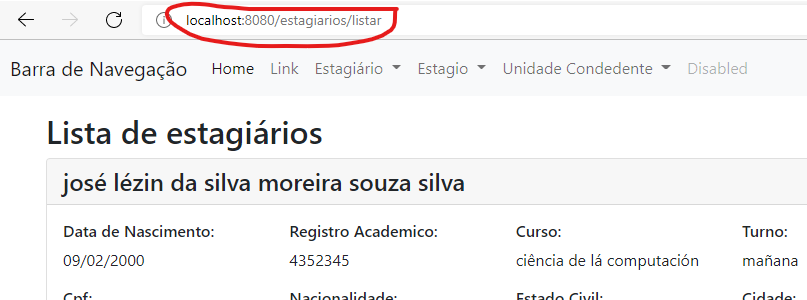 localhost:8080/estagiarios/listar
Barra de Navegação Home Link Estagiário Estagio Unidade Condedente Disabled
Lista de estagiários
josé lézin da silva moreira souza silva
Data de Nascimento: Registro Academico: Curso: Turno:
09/02/2000 4352345 ciência de lá computación mañana
Cpf: Nacionalidade: Estado Civil: Cidade: